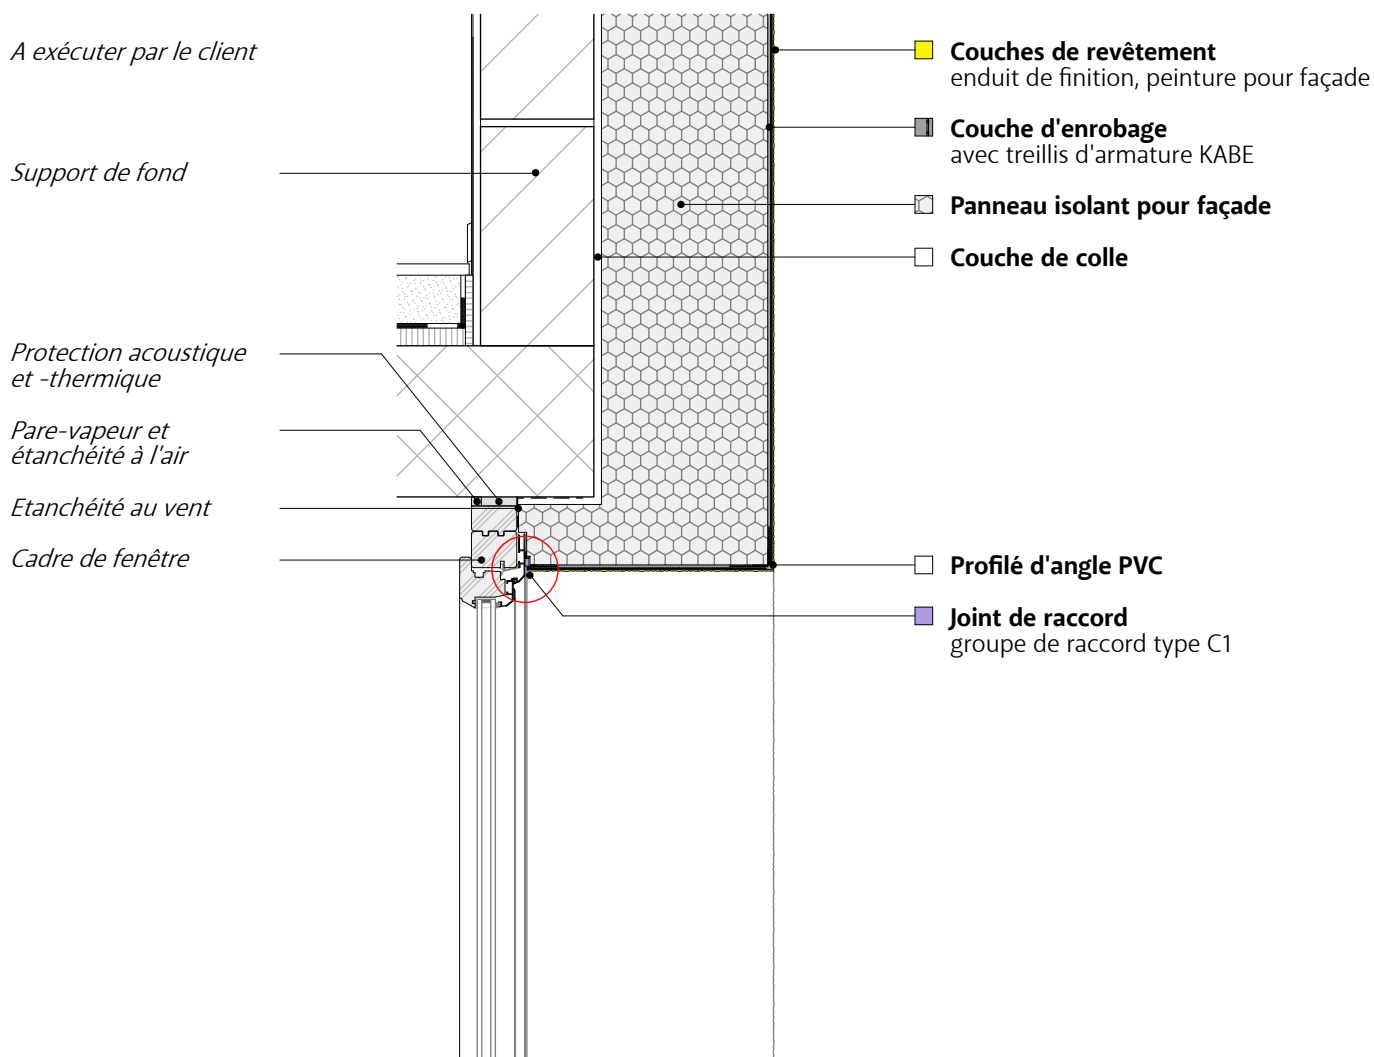 A exécuter par le client
Support de fond
Protection acoustique
et -thermique
Pare-vapeur et
étanchéité à l'air
Etanchéité au vent
Cadre de fenêtre
Couches de revêtement
enduit de finition, peinture pour façade
Couche d'enrobage
avec treillis d'armature KABE
Panneau isolant pour façade
Couche de colle
Profilé d'angle PVC
Joint de raccord
groupe de raccord type C1